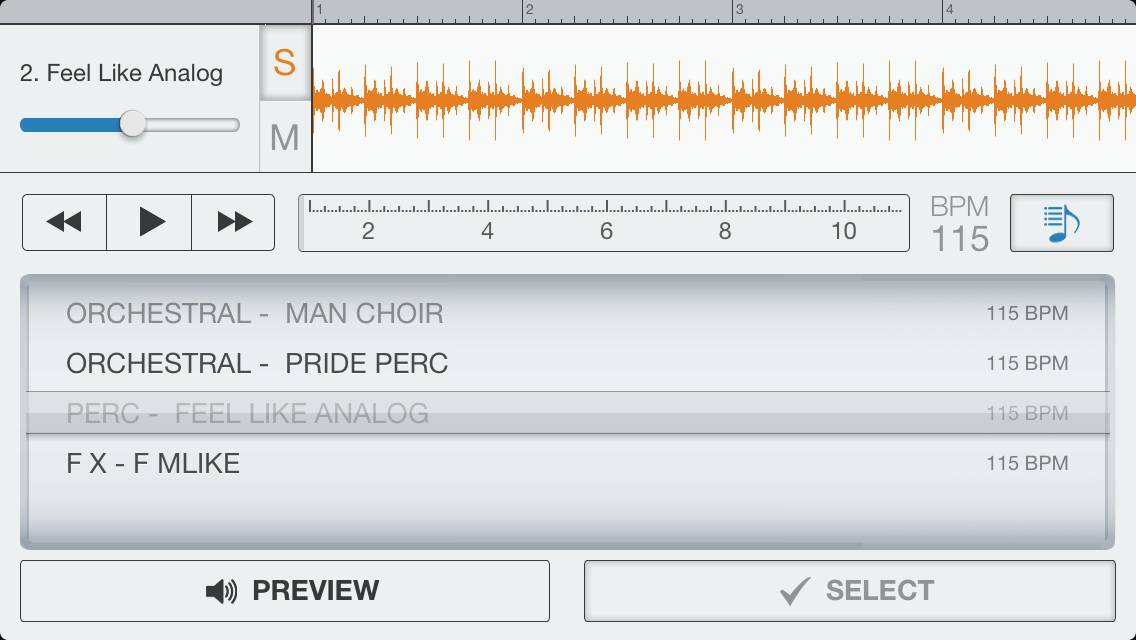 1 2 3 4
2. Feel Like Analog
S
M
2 4 6 8 10
BPM
115
ORCHESTRAL - MAN CHOIR 115 BPM
ORCHESTRAL - PRIDE PERC 115 BPM
PERC - FEEL LIKE ANALOG 115 BPM
F X - F MLIKE 115 BPM
PREVIEW SELECT